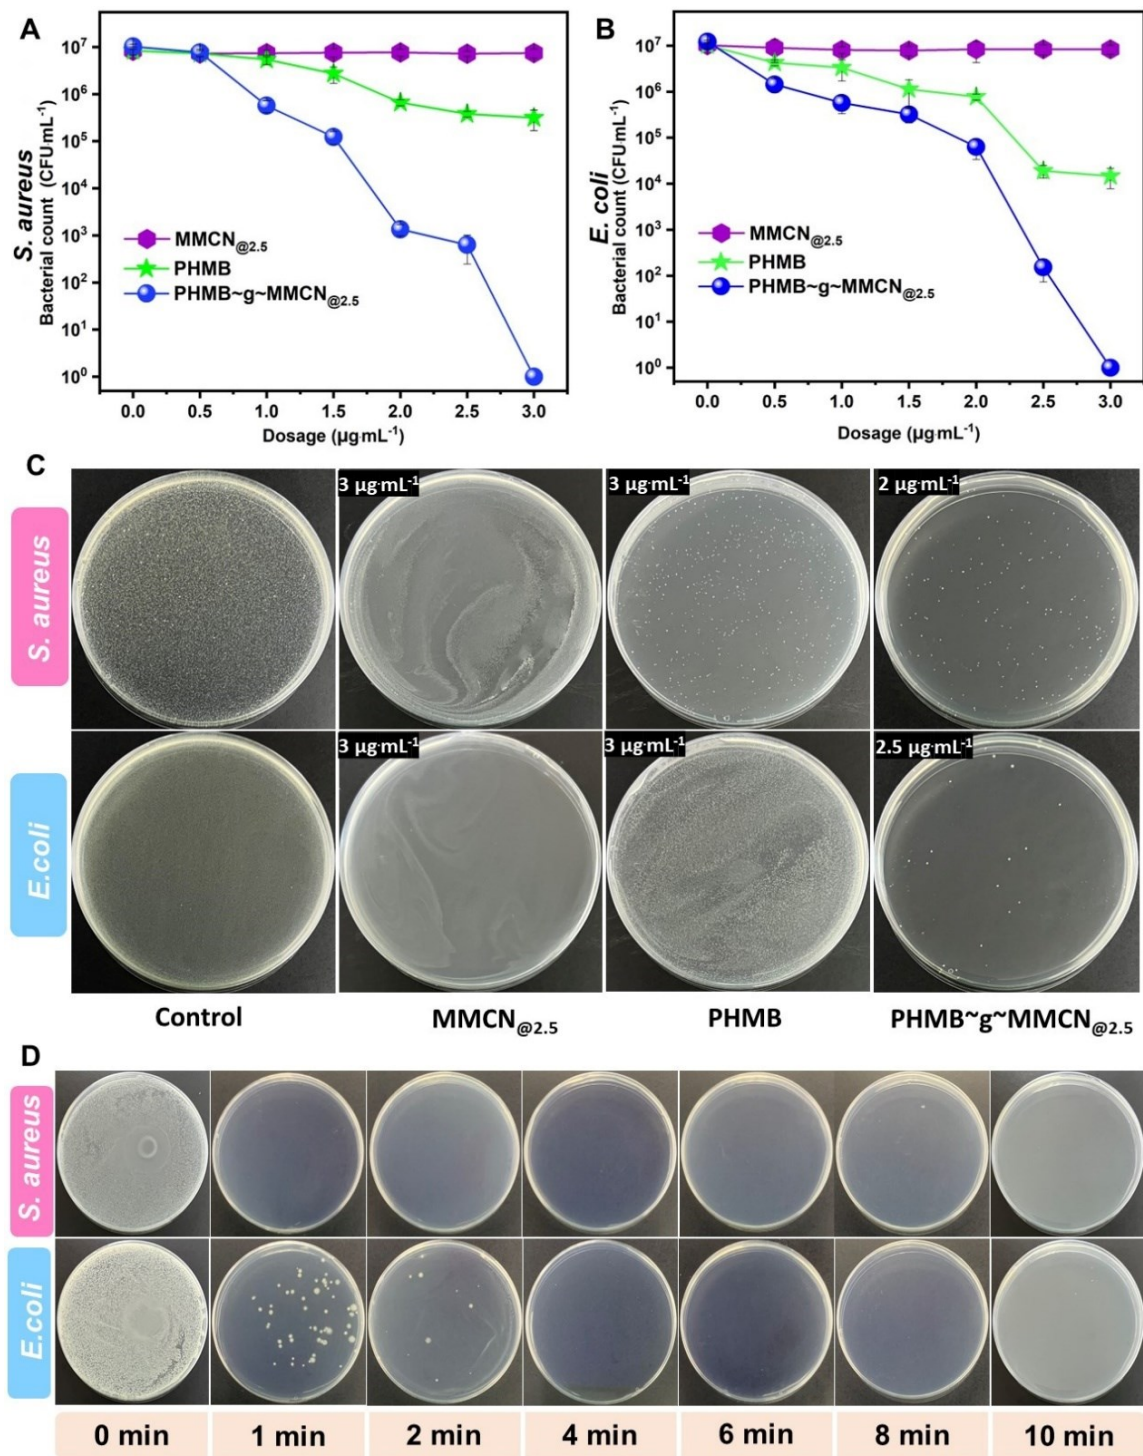 A
S. aureus
Bacterial count (CFU·mL⁻¹)
10⁷
10⁶
10⁵
10⁴
10³
10²
10¹
10⁰
MMCN@2.5
PHMB
PHMB~g~MMCN@2.5
0.0 0.5 1.0 1.5 2.0 2.5 3.0
Dosage (μg·mL⁻¹)
B
E. coli
Bacterial count (CFU·mL⁻¹)
10⁷
10⁶
10⁵
10⁴
10³
10²
10¹
10⁰
MMCN@2.5
PHMB
PHMB~g~MMCN@2.5
0.0 0.5 1.0 1.5 2.0 2.5 3.0
Dosage (μg·mL⁻¹)
C
S. aureus
3 μg·mL⁻¹
3 μg·mL⁻¹
2 μg·mL⁻¹
E.coli
3 μg·mL⁻¹
3 μg·mL⁻¹
2.5 μg·mL⁻¹
Control
MMCN@2.5
PHMB
PHMB~g~MMCN@2.5
D
S. aureus
E.coli
0 min
1 min
2 min
4 min
6 min
8 min
10 min